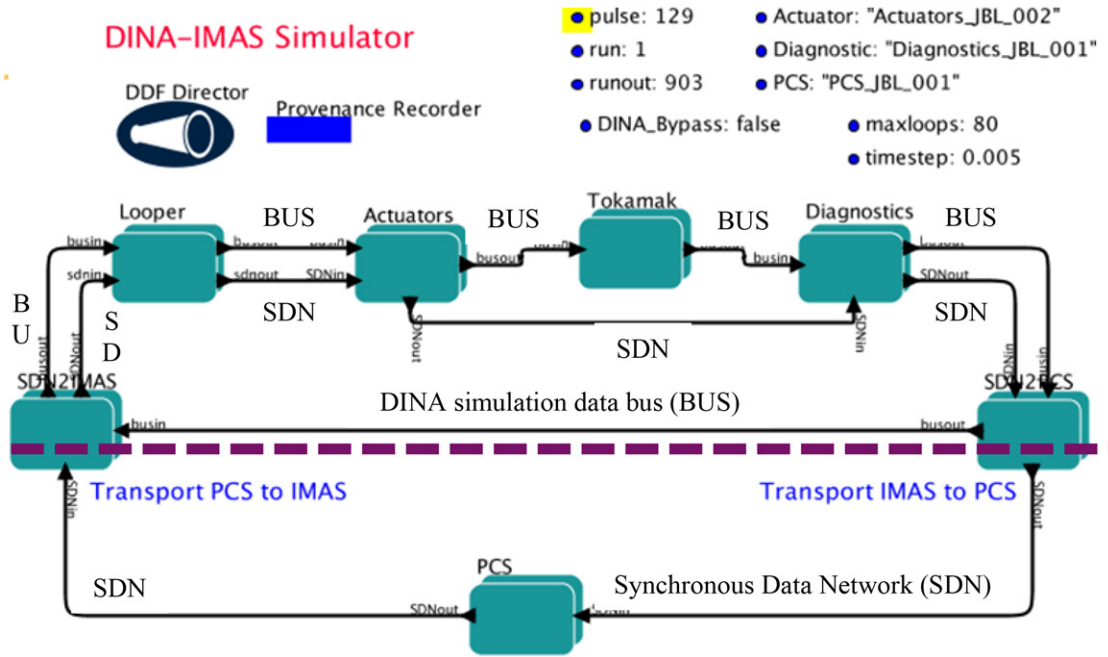 DINA-IMAS Simulator
pulse: 129
Actuator: "Actuators_JBL_002"
run: 1
Diagnostic: "Diagnostics_JBL_001"
runout: 903
PCS: "PCS_JBL_001"
DINA_Bypass: false
maxloops: 80
timestep: 0.005
DDF Director
Provenance Recorder
Looper
BUS
Actuators
BUS
Tokamak
BUS
Diagnostics
BUS
busin
busout
busin
sdnin
sdnout
SDNin
SDNout
SDN
SDN
SDNout
SDN
SDNin
B
U
S
D
busout
SDNin
busin
SDN2IMAS
SDN2PCS
DINA simulation data bus (BUS)
busin
busout
Transport PCS to IMAS
Transport IMAS to PCS
SDNin
SDNout
SDN
PCS
Synchronous Data Network (SDN)
SDNout